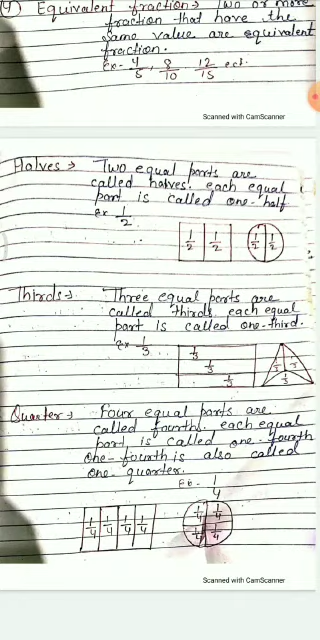 4) Equivalent fraction → Two or more
fraction that have the
same value are equivalent
fraction.
ex- 4/5, 8/10, 12/15 ect.
Scanned with CamScanner
Halves → Two equal parts are
called halves. each equal
part is called one-half
ex 1/2
1/2 1/2 1/2 1/2
Thirds → Three equal parts are
called thirds each equal
part is called one-third.
ex 1/3
1/3 1/3 1/3 1/3 1/3 1/3
Quarter → Four equal parts are
called fourths. each equal
part is called one-fourth
one-fourth is also called
one-quarter.
1/4
1/4 1/4 1/4 1/4 1/4 1/4 1/4 1/4
Scanned with CamScanner